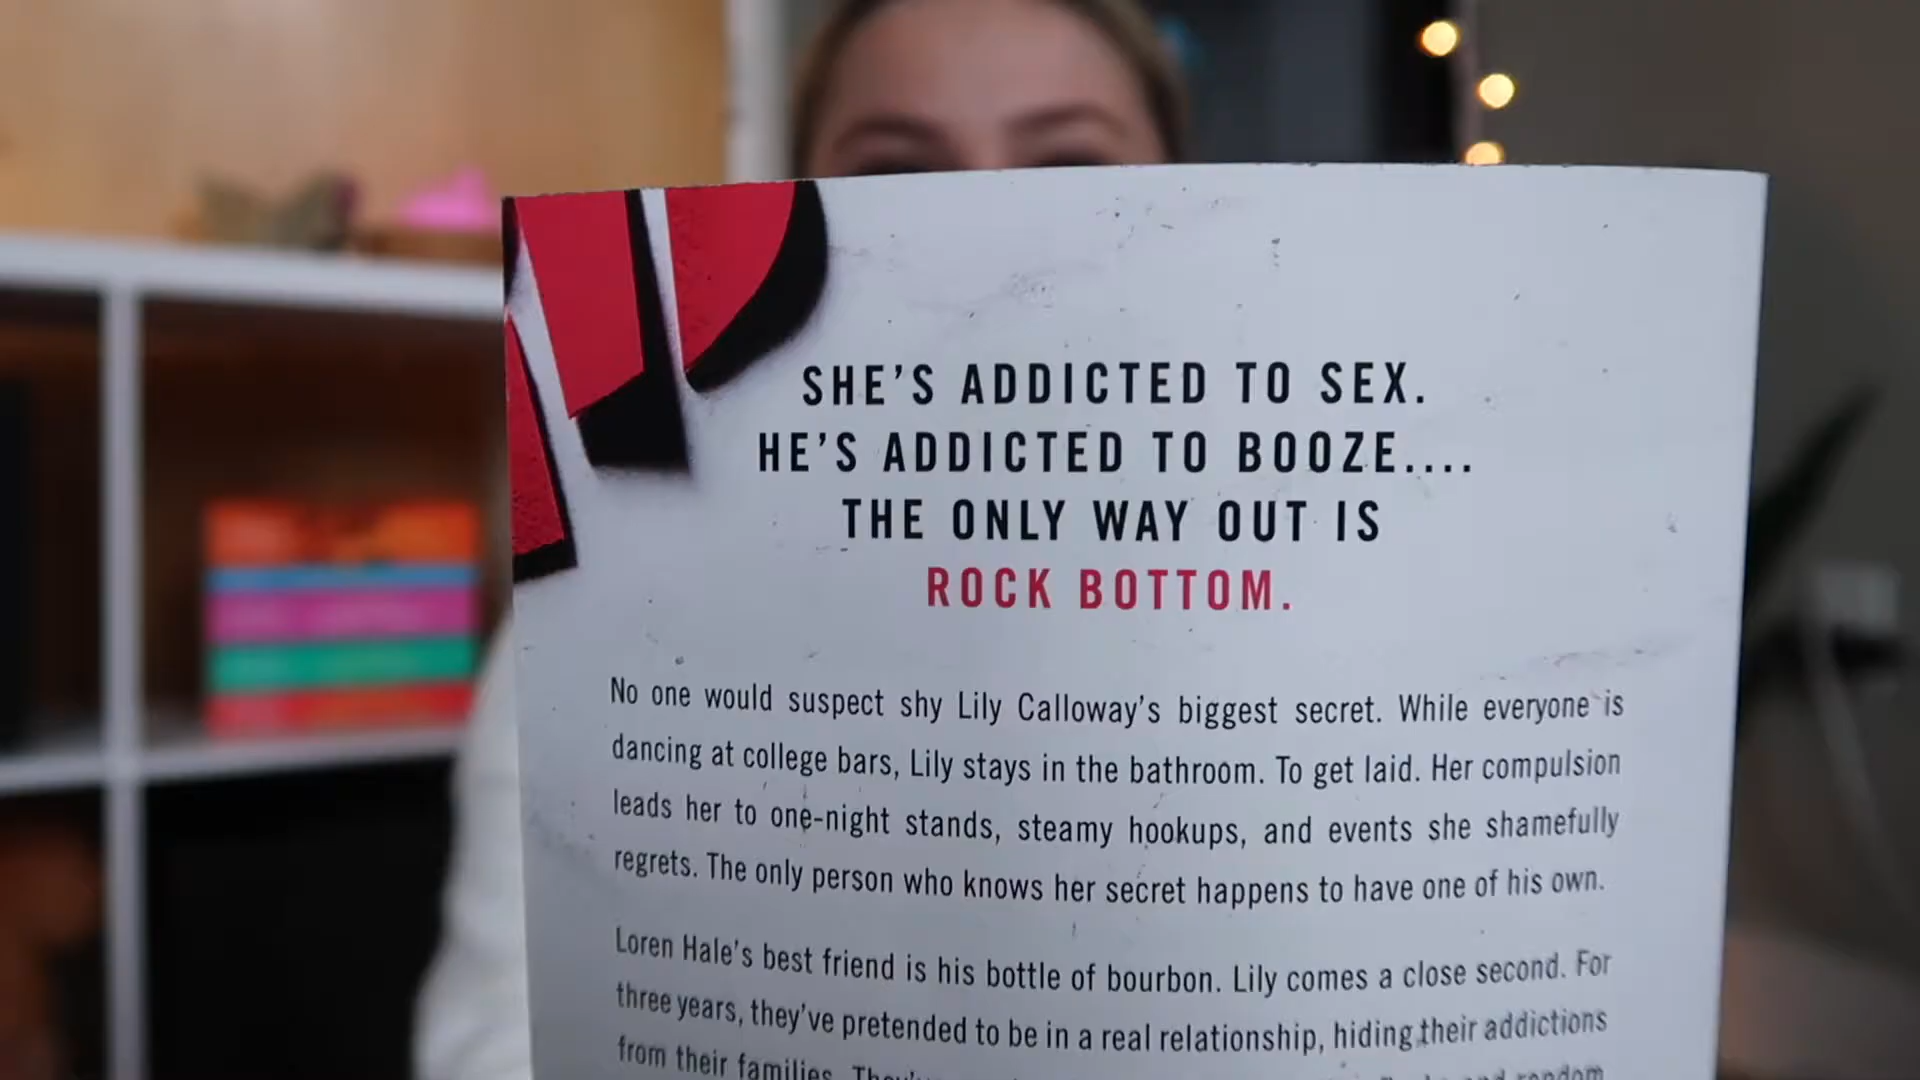 SHE'S ADDICTED TO SEX.
HE'S ADDICTED TO BOOZE....
THE ONLY WAY OUT IS
ROCK BOTTOM.
No one would suspect shy Lily Calloway's biggest secret. While everyone is
dancing at college bars, Lily stays in the bathroom. To get laid. Her compulsion
leads her to one-night stands, steamy hookups, and events she shamefully
regrets. The only person who knows her secret happens to have one of his own.
Loren Hale's best friend is his bottle of bourbon. Lily comes a close second. For
three years, they've pretended to be in a real relationship, hiding their addictions
from their families.